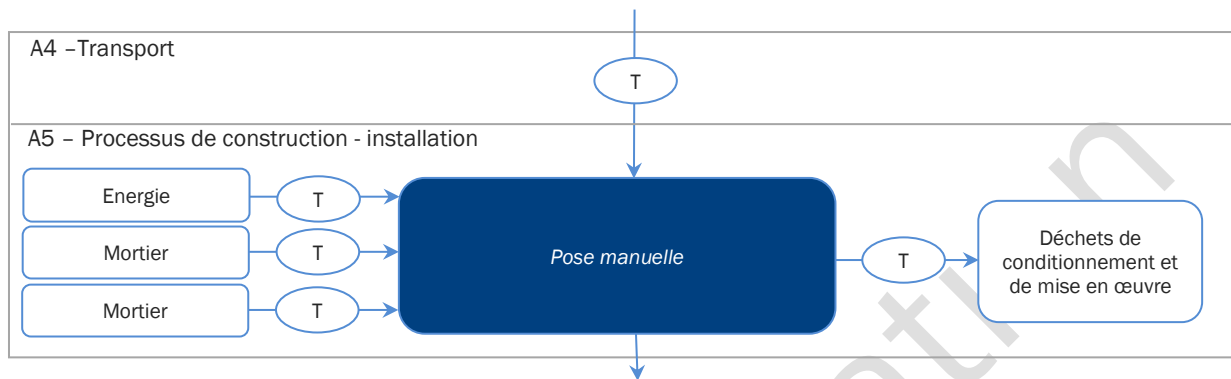 A4 –Transport
T
A5 – Processus de construction - installation
Energie
T
Mortier
T
Mortier
T
Pose manuelle
T
Déchets de
conditionnement et
de mise en œuvre